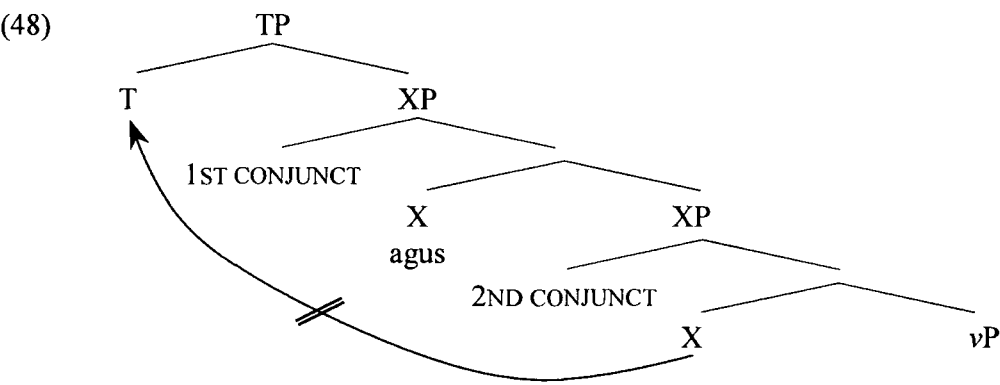 (48) TP
T XP
1ST CONJUNCT
X XP
agus
2ND CONJUNCT
X vP